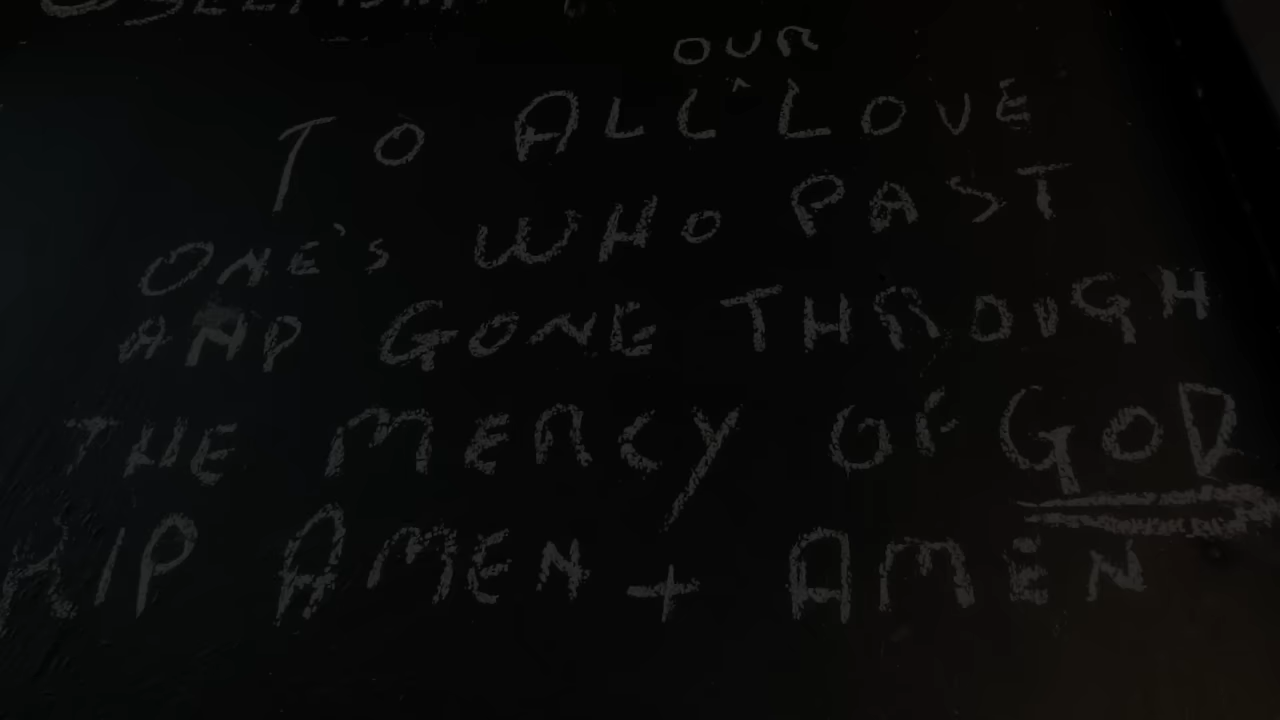 OUR
TO ALL ^ LOVE
ONE'S WHO PAST
AND GONE THROUGH
THE MERCY OF GOD
RIP AMEN + AMEN